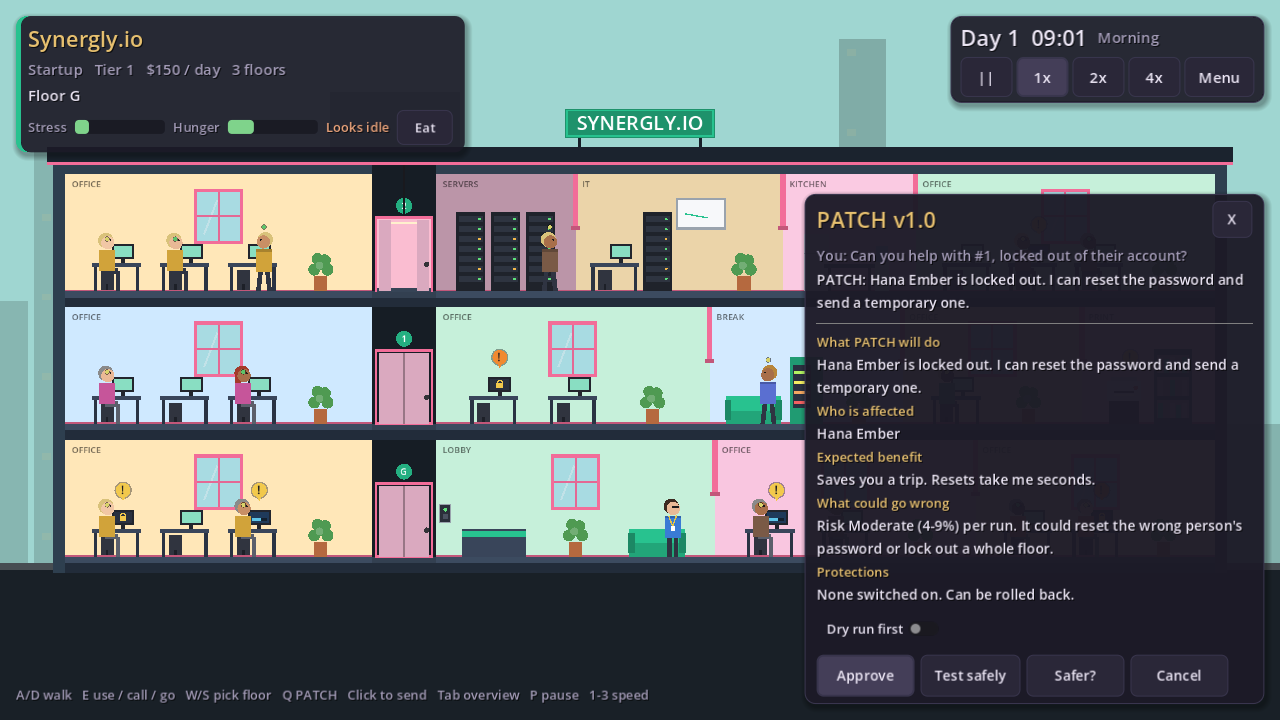 Synergly.io
Startup Tier 1 $150 / day 3 floors
Floor G
Stress Hunger Looks idle Eat
Day 1 09:01 Morning
|| 1x 2x 4x Menu
SYNERGLY.IO
OFFICE SERVERS IT KITCHEN OFFICE
OFFICE 1 OFFICE BREAK
OFFICE G LOBBY OFFICE
PATCH v1.0 X
You: Can you help with #1, locked out of their account?
PATCH: Hana Ember is locked out. I can reset the password and
send a temporary one.
What PATCH will do
Hana Ember is locked out. I can reset the password and send a
temporary one.
Who is affected
Hana Ember
Expected benefit
Saves you a trip. Resets take me seconds.
What could go wrong
Risk Moderate (4-9%) per run. It could reset the wrong person's
password or lock out a whole floor.
Protections
None switched on. Can be rolled back.
Dry run first
Approve Test safely Safer? Cancel
A/D walk E use / call / go W/S pick floor Q PATCH Click to send Tab overview P pause 1-3 speed